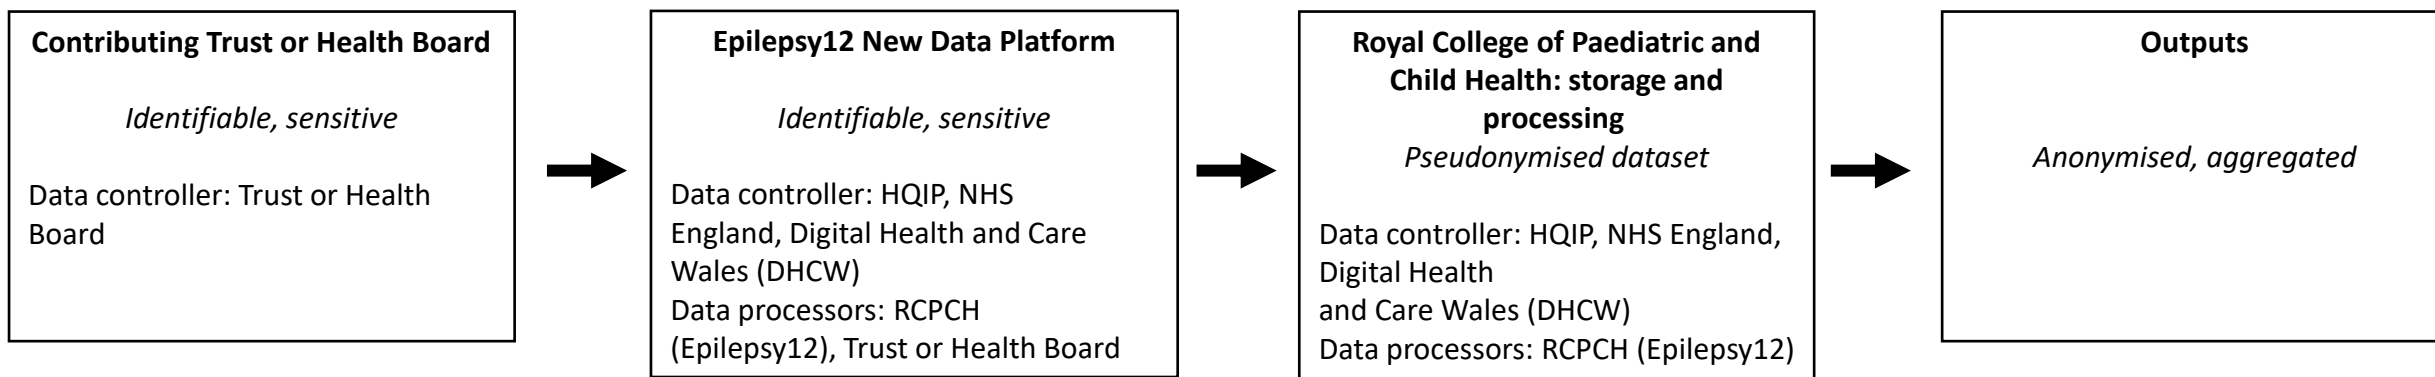 Contributing Trust or Health Board
Identifiable, sensitive
Data controller: Trust or Health
Board
Epilepsy12 New Data Platform
Identifiable, sensitive
Data controller: HQIP, NHS
England, Digital Health and Care
Wales (DHCW)
Data processors: RCPCH
(Epilepsy12), Trust or Health Board
Royal College of Paediatric and
Child Health: storage and
processing
Pseudonymised dataset
Data controller: HQIP, NHS England,
Digital Health
and Care Wales (DHCW)
Data processors: RCPCH (Epilepsy12)
Outputs
Anonymised, aggregated